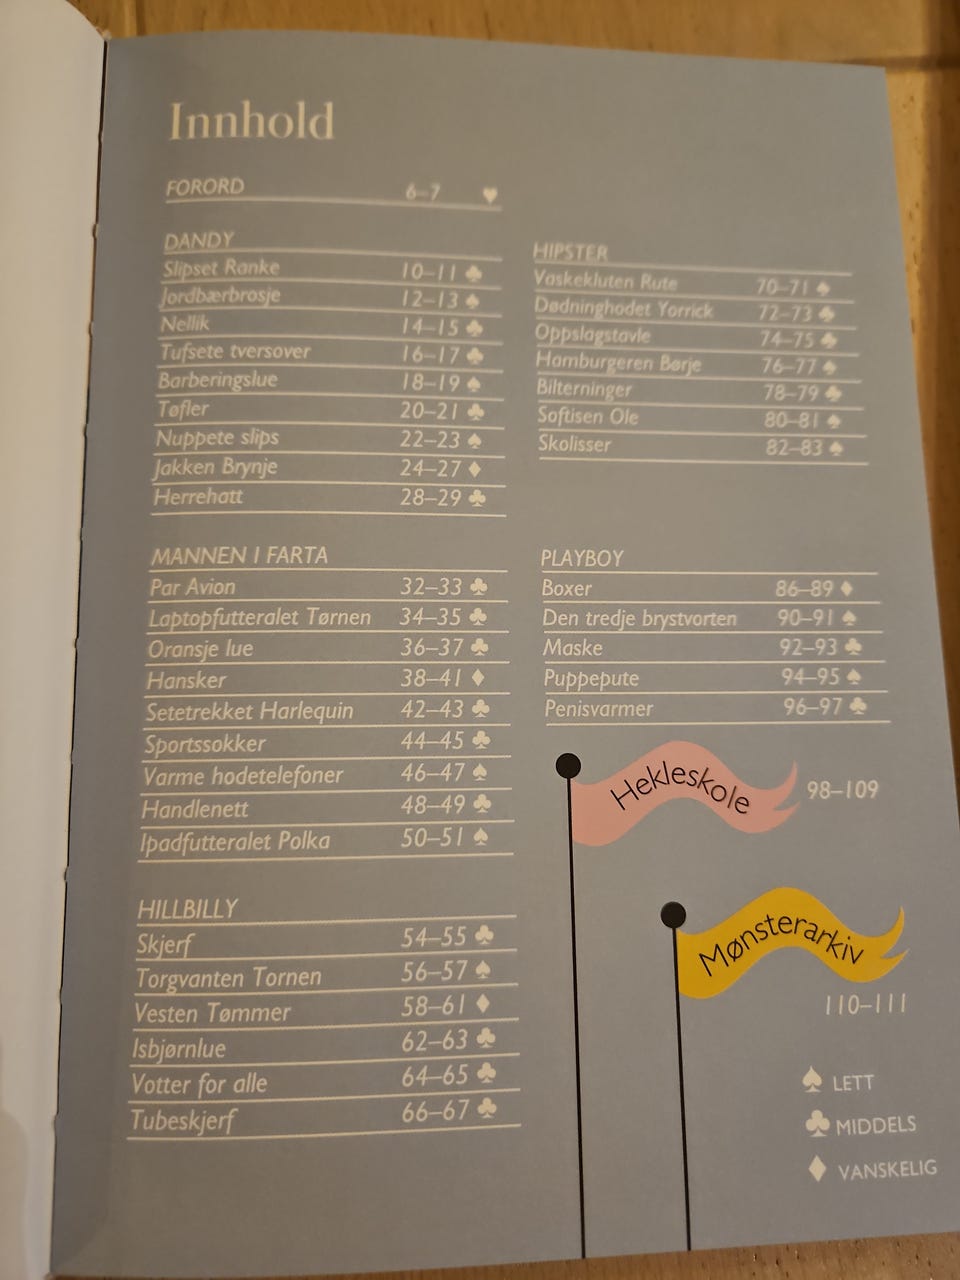 Innhold
FORORD 6–7 ♥
DANDY
Slipset Ranke 10–11 ♣
Jordbærbrosje 12–13 ♠
Nellik 14–15 ♣
Tufsete tversover 16–17 ♣
Barberingslue 18–19 ♠
Tøfler 20–21 ♣
Nuppete slips 22–23 ♠
Jakken Brynje 24–27 ♦
Herrehatt 28–29 ♣
MANNEN I FARTA
Par Avion 32–33 ♣
Laptopfutteralet Tørnen 34–35 ♣
Oransje lue 36–37 ♣
Hansker 38–41 ♦
Setetrekket Harlequin 42–43 ♣
Sportssokker 44–45 ♣
Varme hodetelefoner 46–47 ♠
Handlenett 48–49 ♣
Ipadfutteralet Polka 50–51 ♠
HILLBILLY
Skjerf 54–55 ♣
Torgvanten Tornen 56–57 ♠
Vesten Tømmer 58–61 ♦
Isbjørnlue 62–63 ♣
Votter for alle 64–65 ♣
Tubeskjerf 66–67 ♣
HIPSTER
Vaskekluten Rute 70–71 ♠
Dødninghodet Yorrick 72–73 ♣
Oppslagstavle 74–75 ♣
Hamburgeren Børje 76–77 ♠
Bilterninger 78–79 ♣
Softisen Ole 80–81 ♠
Skolisser 82–83 ♠
PLAYBOY
Boxer 86–89 ♦
Den tredje brystvorten 90–91 ♠
Maske 92–93 ♣
Puppepute 94–95 ♠
Penisvarmer 96–97 ♣
Hekleskole 98–109
Mønsterarkiv
110–111
♠ LETT
♣ MIDDELS
♦ VANSKELIG